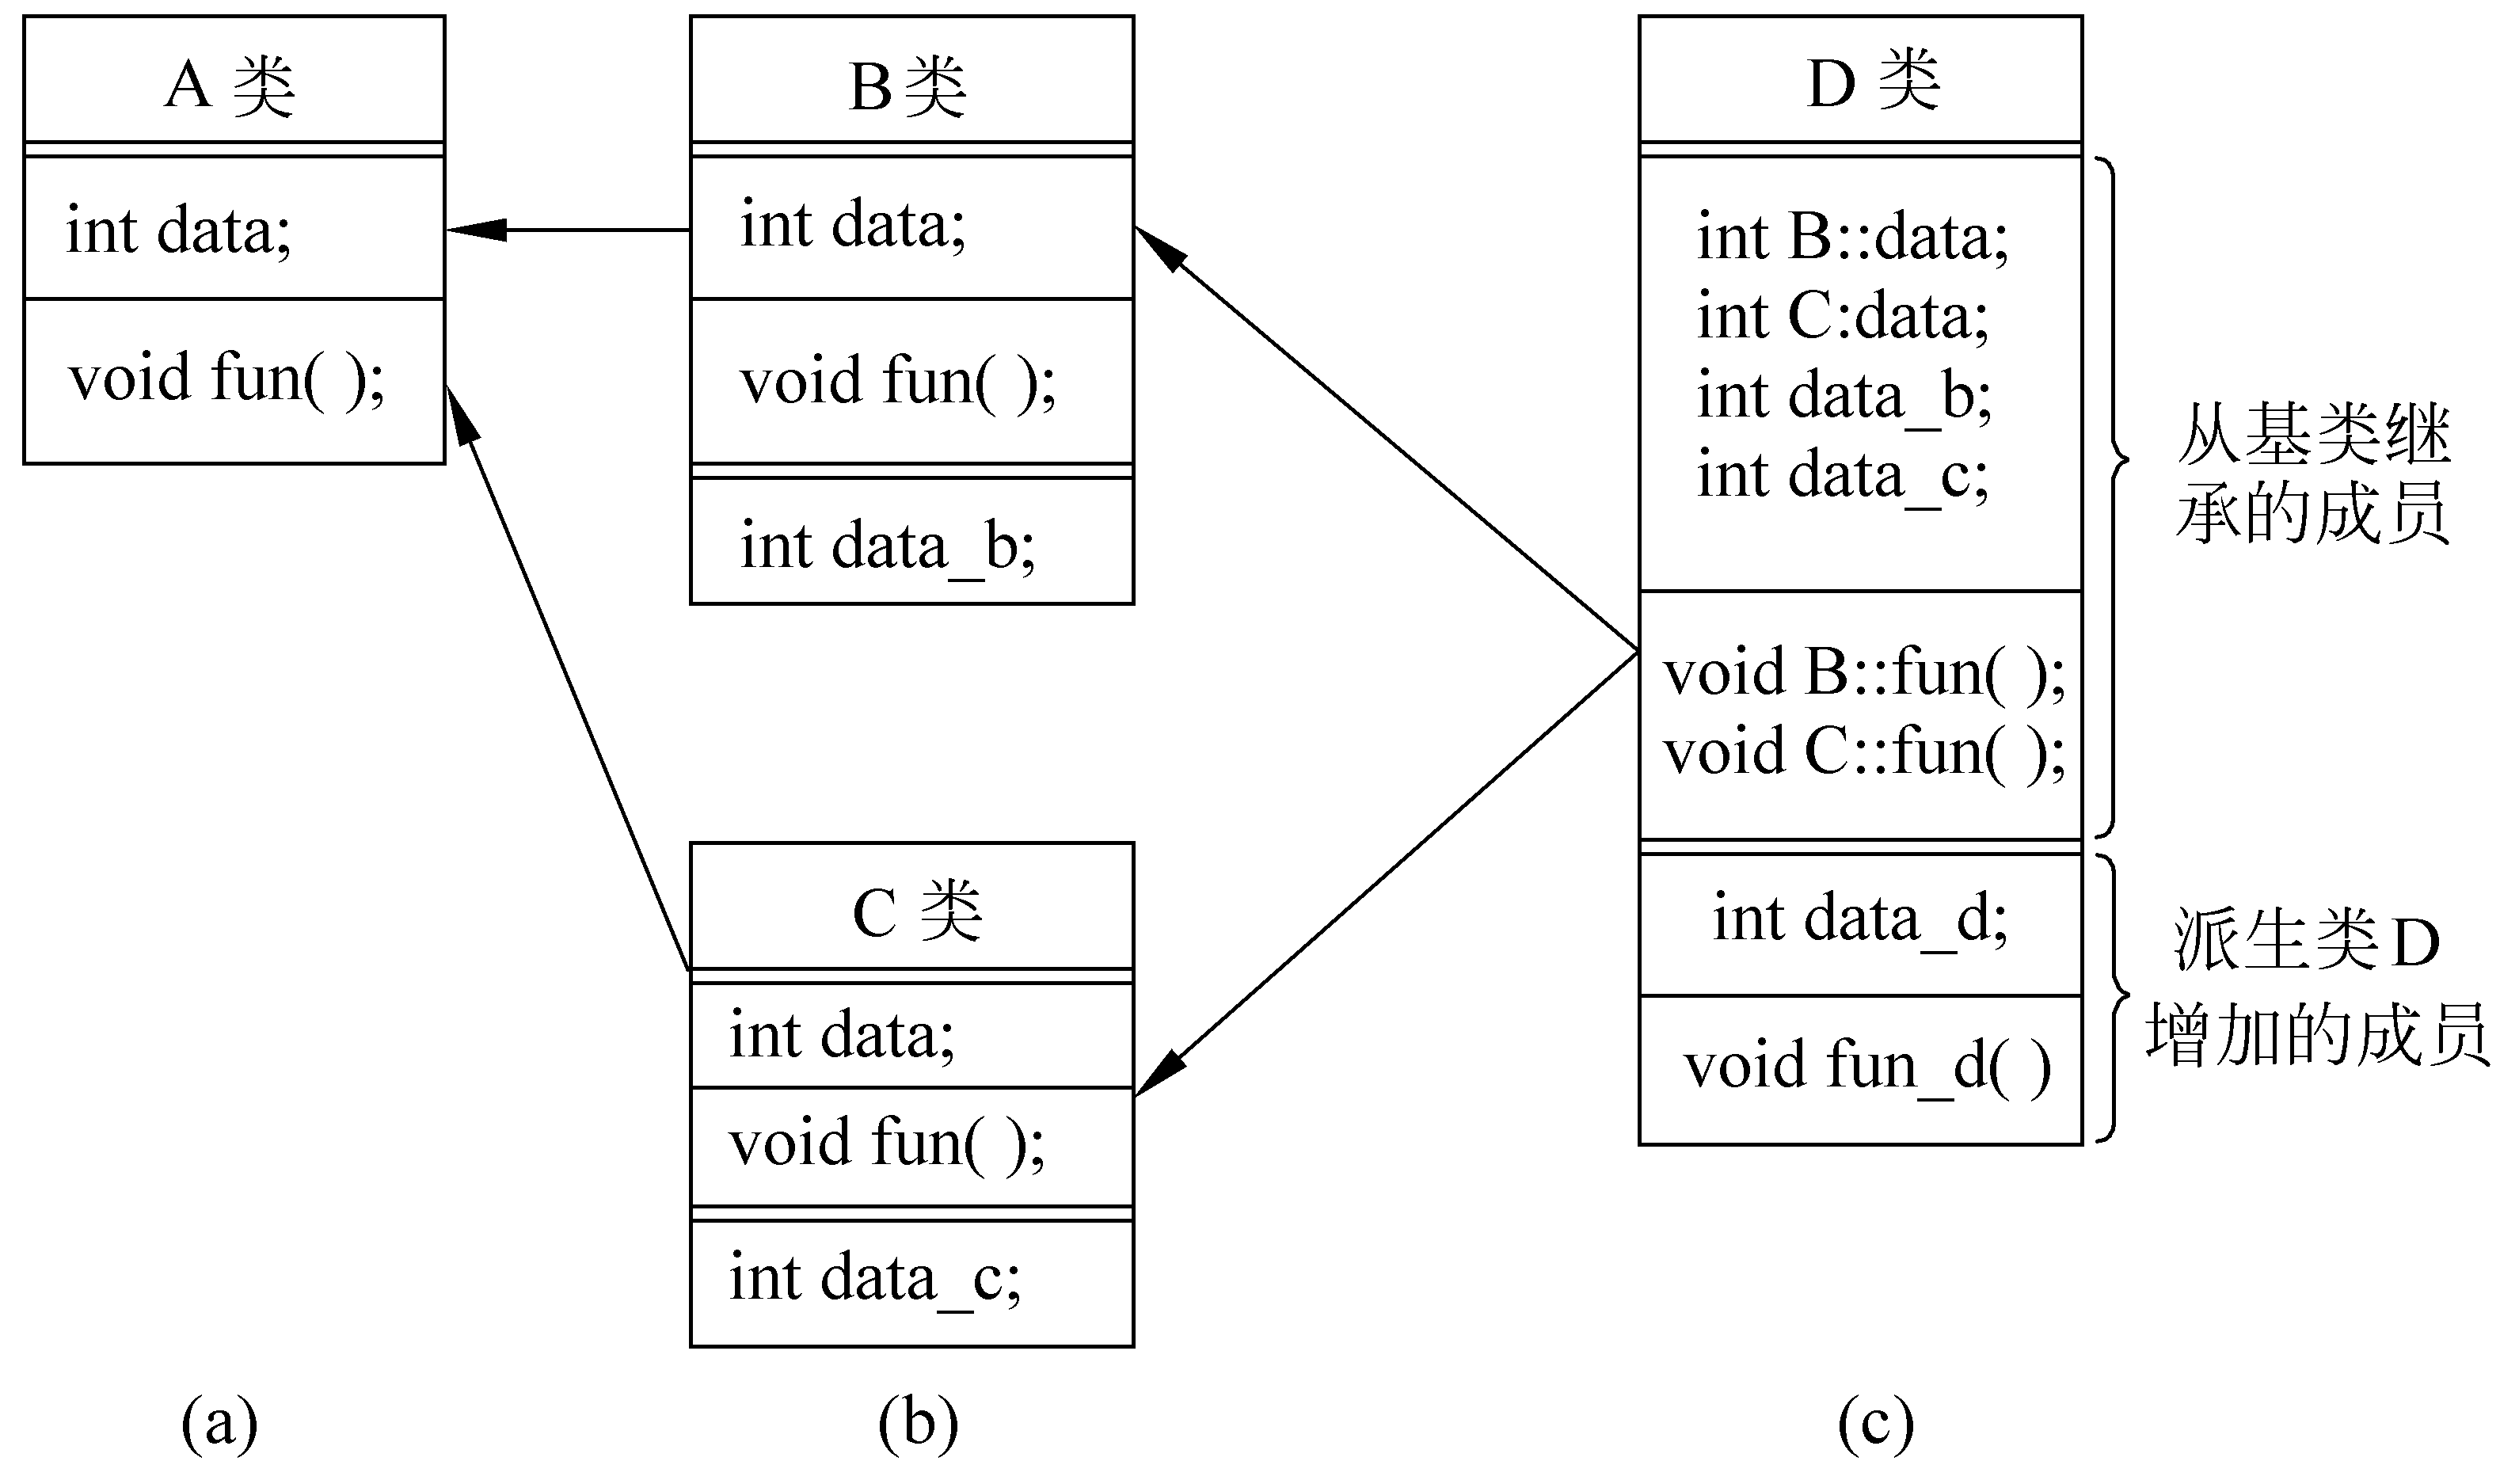 A 类
int data;
void fun( );
B类
int data;
void fun( );
int data_b;
C 类
int data;
void fun( );
int data_c;
D 类
int B::data;
int C:data;
int data_b;
int data_c;
void B::fun( );
void C::fun( );
int data_d;
void fun_d( )
从基类继
承的成员
派生类D
增加的成员
(a)
(b)
(c)